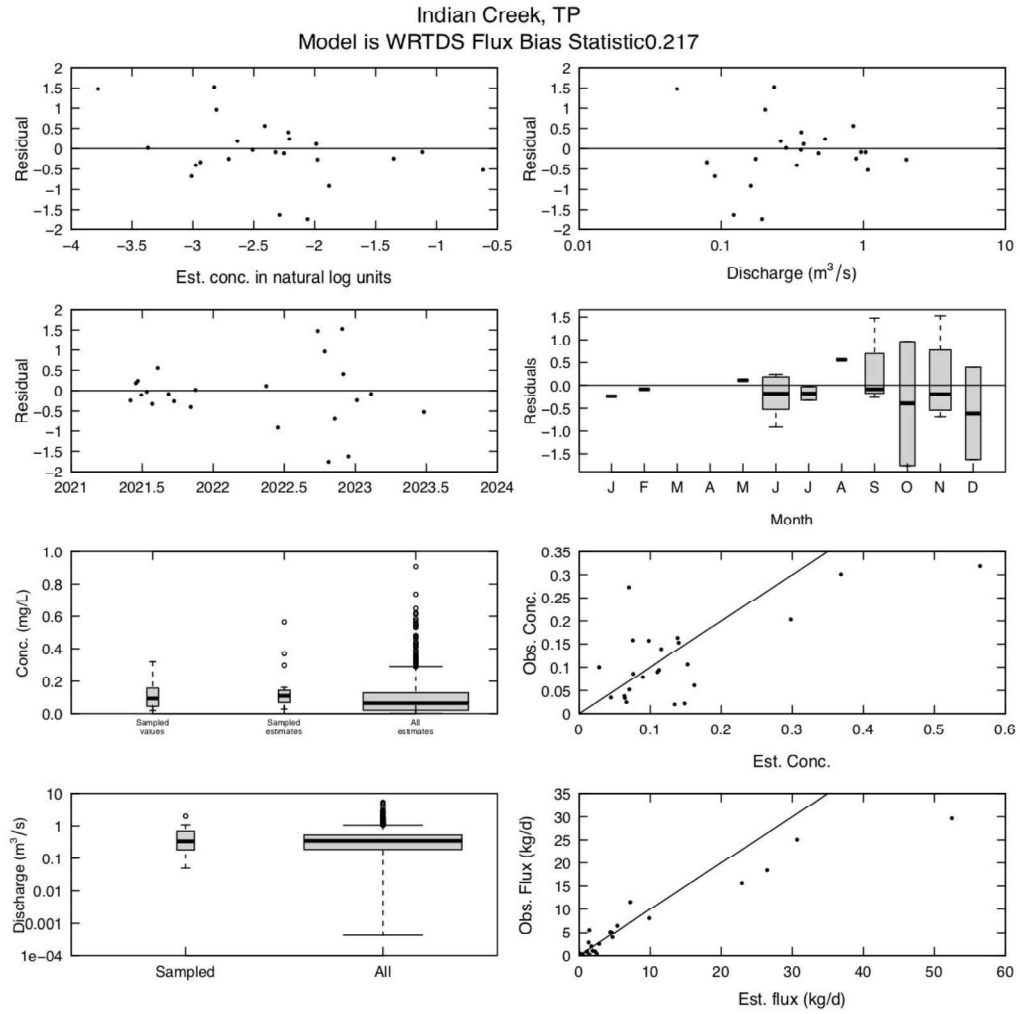 Indian Creek, TP
Model is WRTDS Flux Bias Statistic0.217
2
1.5
1
0.5
0
−0.5
−1
−1.5
−2
Residual
−4 −3.5 −3 −2.5 −2 −1.5 −1 −0.5
Est. conc. in natural log units
2
1.5
1
0.5
0
−0.5
−1
−1.5
−2
Residual
0.01 0.1 1 10
Discharge (m³/s)
2
1.5
1
0.5
0
−0.5
−1
−1.5
−2
Residual
2021 2021.5 2022 2022.5 2023 2023.5 2024
1.5
1.0
0.5
0.0
−0.5
−1.0
−1.5
Residuals
J F M A M J J A S O N D
Month
1.0
0.8
0.6
0.4
0.2
0.0
Conc. (mg/L)
Sampled values
Sampled estimates
All estimates
0.35
0.3
0.25
0.2
0.15
0.1
0.05
0
Obs. Conc.
0 0.1 0.2 0.3 0.4 0.5 0.6
Est. Conc.
10
1
0.1
0.01
0.001
1e−04
Discharge (m³/s)
Sampled All
35
30
25
20
15
10
5
0
Obs. Flux (kg/d)
0 10 20 30 40 50 60
Est. flux (kg/d)